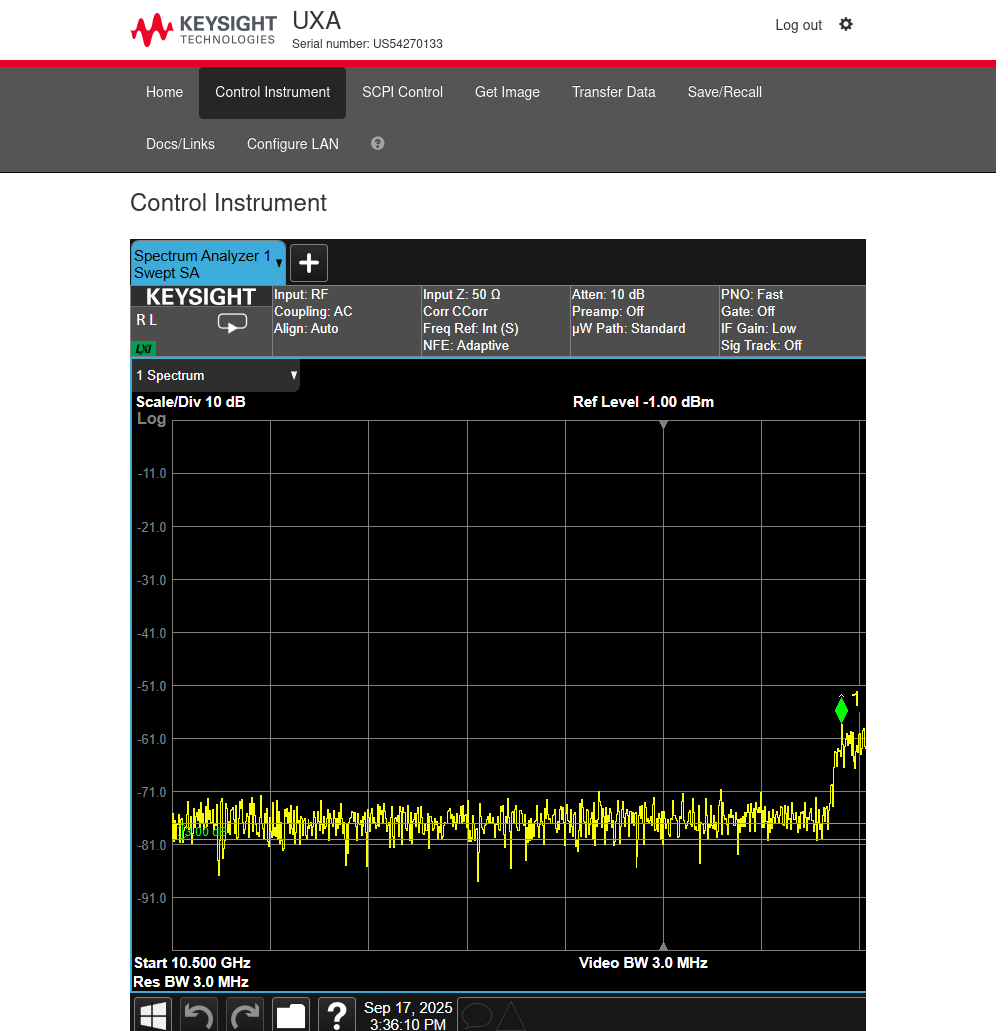 KEYSIGHT
TECHNOLOGIES
UXA
Serial number: US54270133
Log out
Home
Control Instrument
SCPI Control
Get Image
Transfer Data
Save/Recall
Docs/Links
Configure LAN
?
Control Instrument
Spectrum Analyzer 1
Swept SA
+
KEYSIGHT
R L
LXI
Input: RF
Coupling: AC
Align: Auto
Input Z: 50 Ω
Corr CCorr
Freq Ref: Int (S)
NFE: Adaptive
Atten: 10 dB
Preamp: Off
µW Path: Standard
PNO: Fast
Gate: Off
IF Gain: Low
Sig Track: Off
1 Spectrum
Scale/Div 10 dB
Ref Level -1.00 dBm
Log
-11.0
-21.0
-31.0
-41.0
-51.0
1
-61.0
-71.0
-81.0
-91.0
Start 10.500 GHz
Video BW 3.0 MHz
Res BW 3.0 MHz
?
Sep 17, 2025
3:36:10 PM